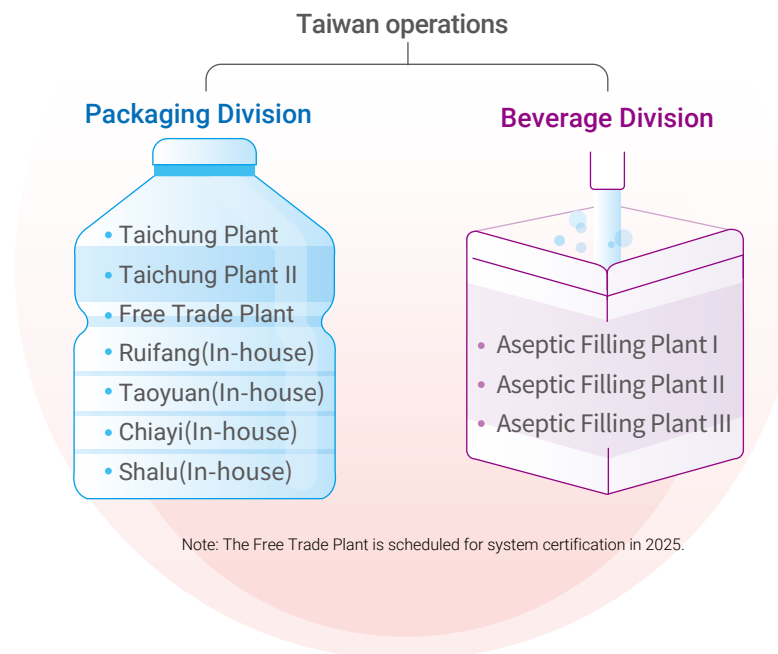 Taiwan operations
Packaging Division
Taichung Plant
Taichung Plant II
Free Trade Plant
Ruifang(In-house)
Taoyuan(In-house)
Chiayi(In-house)
Shalu(In-house)
Beverage Division
Aseptic Filling Plant I
Aseptic Filling Plant II
Aseptic Filling Plant III
Note: The Free Trade Plant is scheduled for system certification in 2025.